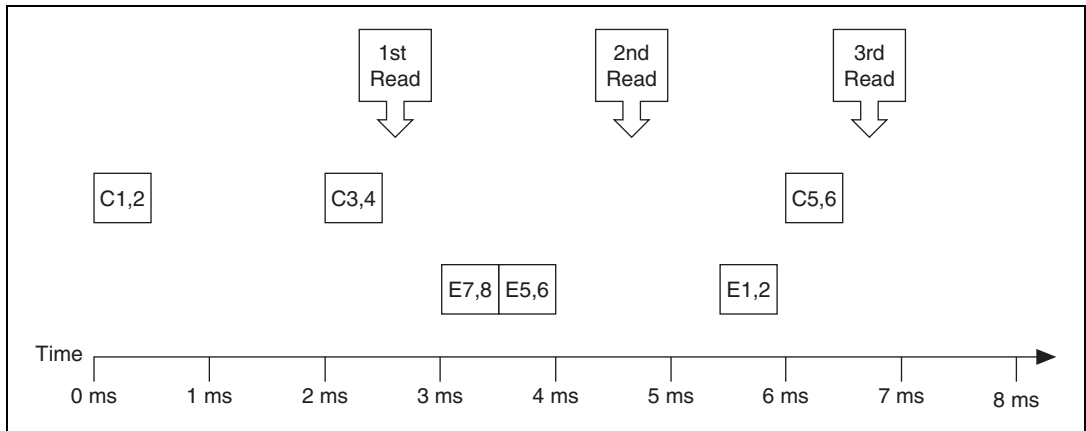 1st
Read
2nd
Read
3rd
Read
C1,2
C3,4
C5,6
E7,8
E5,6
E1,2
Time
0 ms
1 ms
2 ms
3 ms
4 ms
5 ms
6 ms
7 ms
8 ms